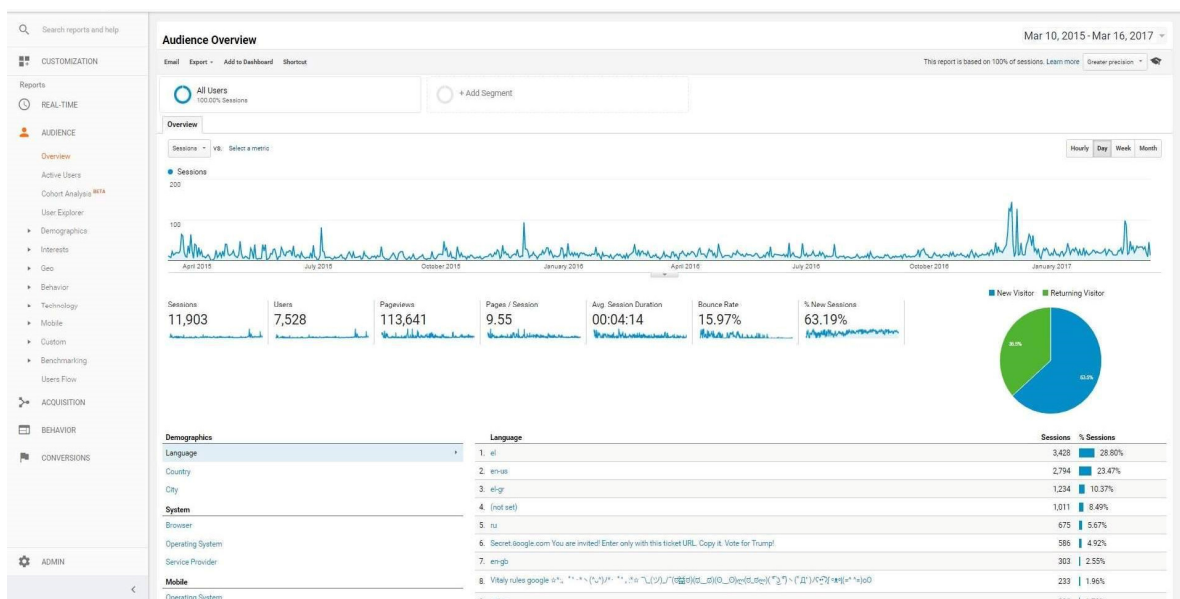 Search reports and help
CUSTOMIZATION
Reports
REAL-TIME
AUDIENCE
Overview
Active Users
Cohort Analysis BETA
User Explorer
Demographics
Interests
Geo
Behavior
Technology
Mobile
Custom
Benchmarking
Users Flow
ACQUISITION
BEHAVIOR
CONVERSIONS
ADMIN
Audience Overview
Mar 10, 2015 - Mar 16, 2017
Email Export Add to Dashboard Shortcut
This report is based on 100% of sessions. Learn more Greater precision
All Users
100.00% Sessions
+ Add Segment
Overview
Sessions VS. Select a metric
Hourly Day Week Month
Sessions
200
100
April 2015 July 2015 October 2015 January 2016 April 2016 July 2016 October 2016 January 2017
Sessions
11,903
Users
7,528
Pageviews
113,641
Pages / Session
9.55
Avg. Session Duration
00:04:14
Bounce Rate
15.97%
% New Sessions
63.19%
New Visitor Returning Visitor
Demographics
Language
Country
City
System
Browser
Operating System
Service Provider
Mobile
Operating System
Language Sessions % Sessions
1. el 3,428 28.80%
2. en-us 2,794 23.47%
3. el-gr 1,234 10.37%
4. (not set) 1,011 8.49%
5. ru 675 5.67%
6. Secret.ɢoogle.com You are invited! Enter only with this ticket URL. Copy it. Vote for Trump! 586 4.92%
7. en-gb 303 2.55%
8. Vitaly rules google 233 1.96%